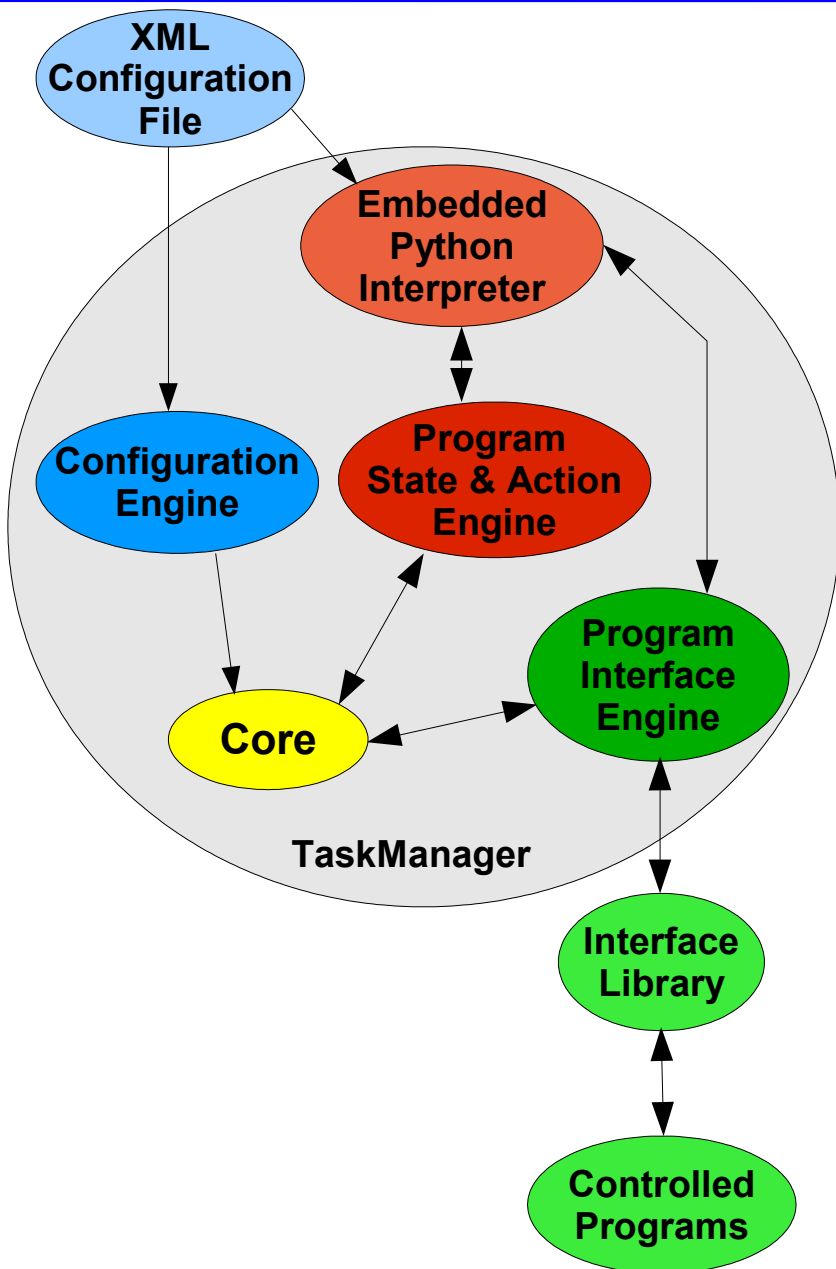 XML
Configuration
File
Embedded
Python
Interpreter
Configuration
Engine
Program
State & Action
Engine
Program
Interface
Engine
Core
TaskManager
Interface
Library
Controlled
Programs